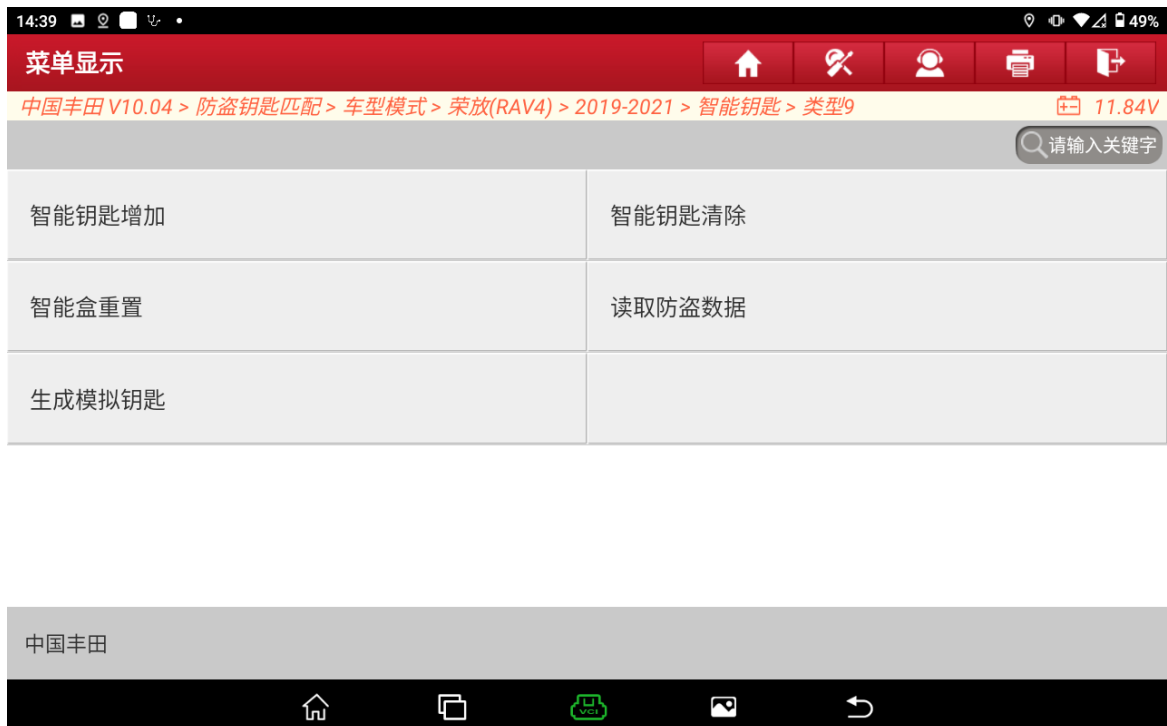 14:39
49%
菜单显示
中国丰田 V10.04 > 防盗钥匙匹配 > 车型模式 > 荣放(RAV4) > 2019-2021 > 智能钥匙 > 类型9
11.84V
请输入关键字
智能钥匙增加
智能钥匙清除
智能盒重置
读取防盗数据
生成模拟钥匙
中国丰田
VCI